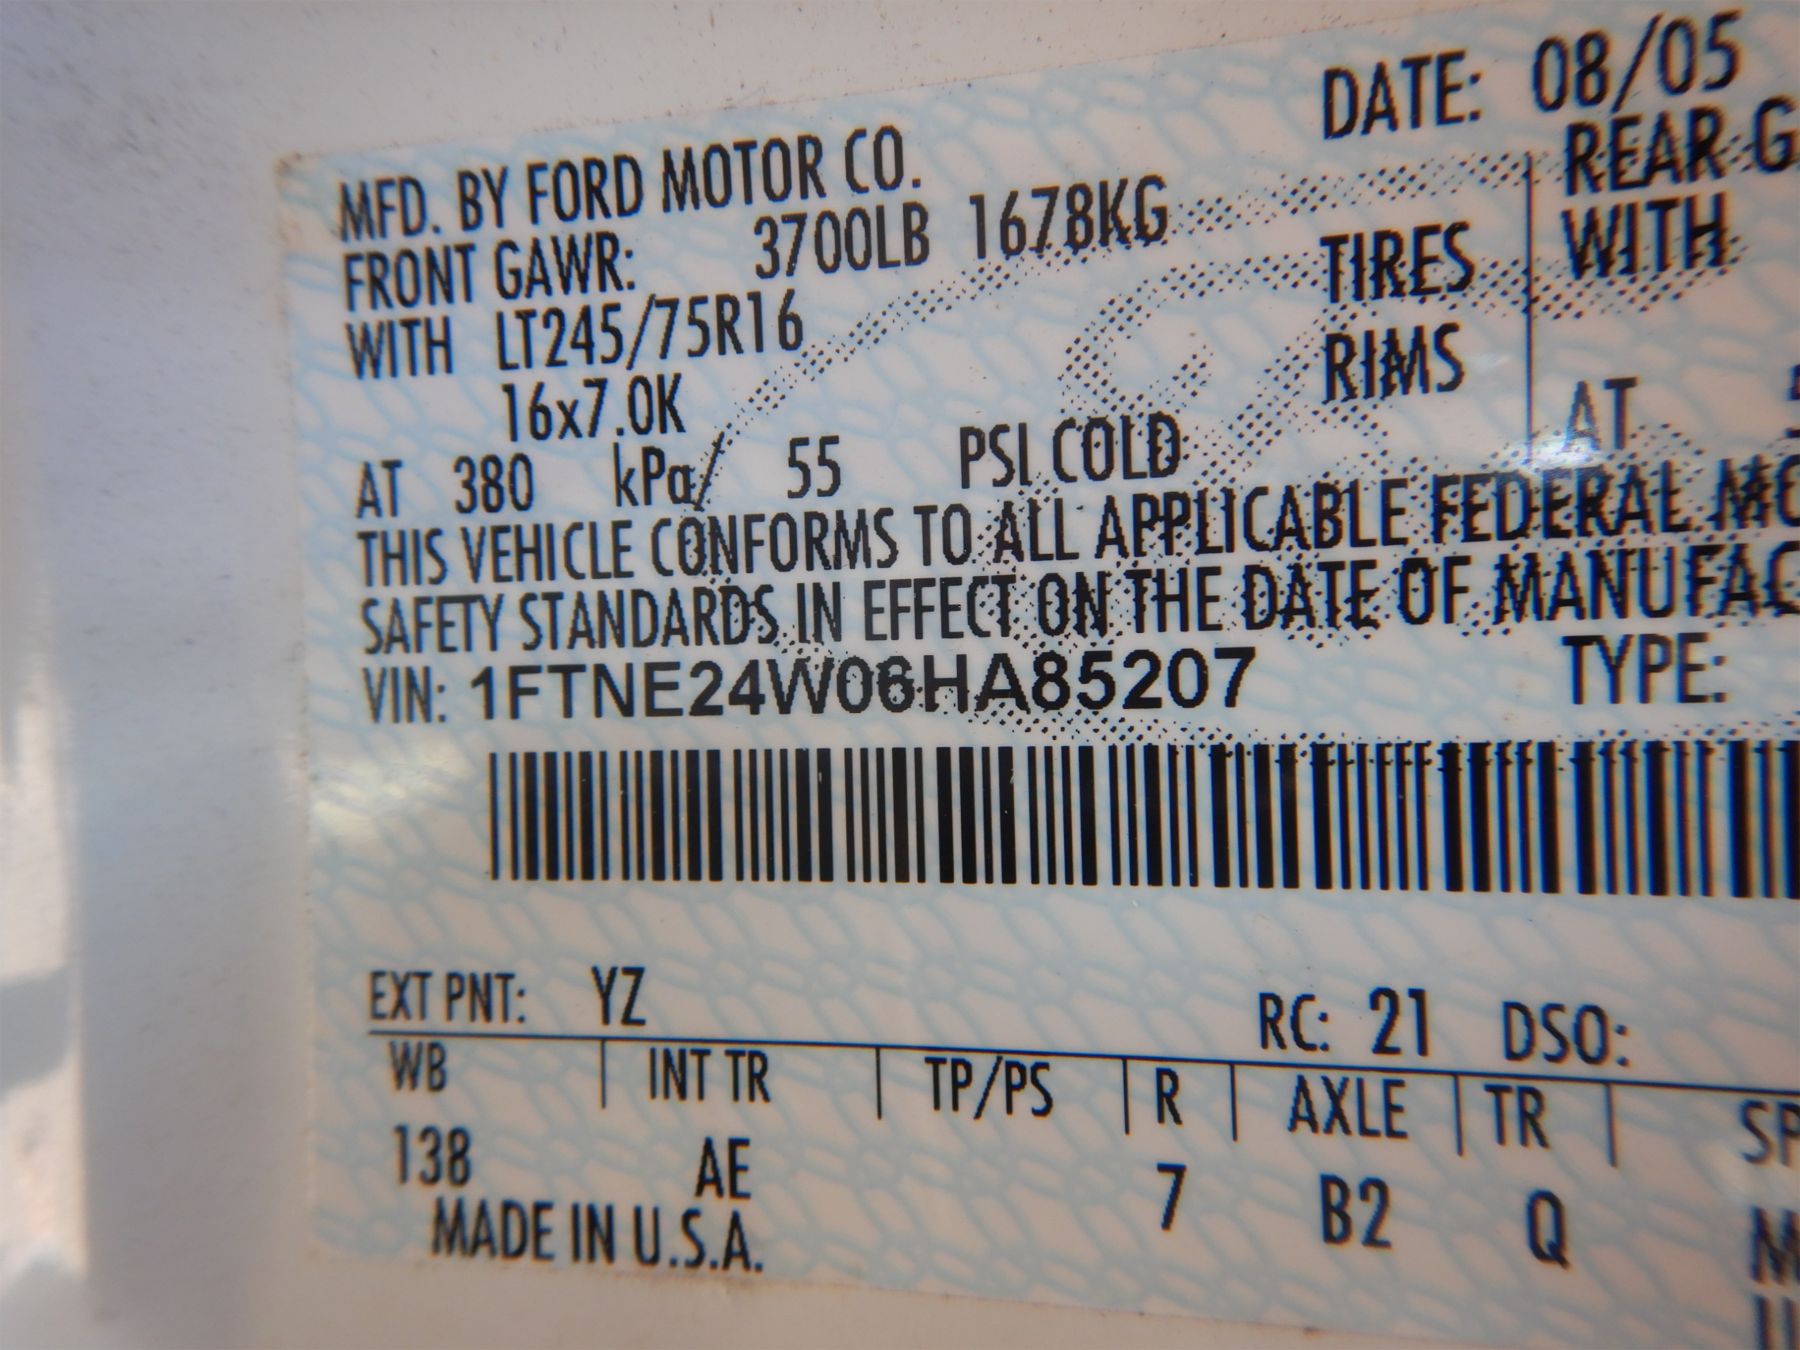 DATE: 08/05
MFD. BY FORD MOTOR CO.
FRONT GAWR: 3700LB 1678KG
REAR G
WITH LT245/75R16 TIRES
WITH
16x7.0K RIMS
AT 380 kPa/ 55 PSI COLD
AT
THIS VEHICLE CONFORMS TO ALL APPLICABLE FEDERAL MO
SAFETY STANDARDS IN EFFECT ON THE DATE OF MANUFAC
VIN: 1FTNE24W06HA85207 TYPE:
EXT PNT: YZ RC: 21 DSO:
WB | INT TR | TP/PS | R | AXLE | TR | SP
138 AE 7 B2 Q
MADE IN U.S.A.